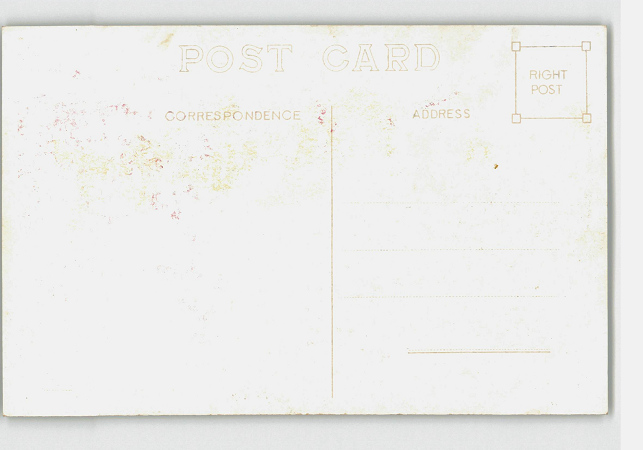 POST CARD
RIGHT
POST
CORRESPONDENCE
ADDRESS